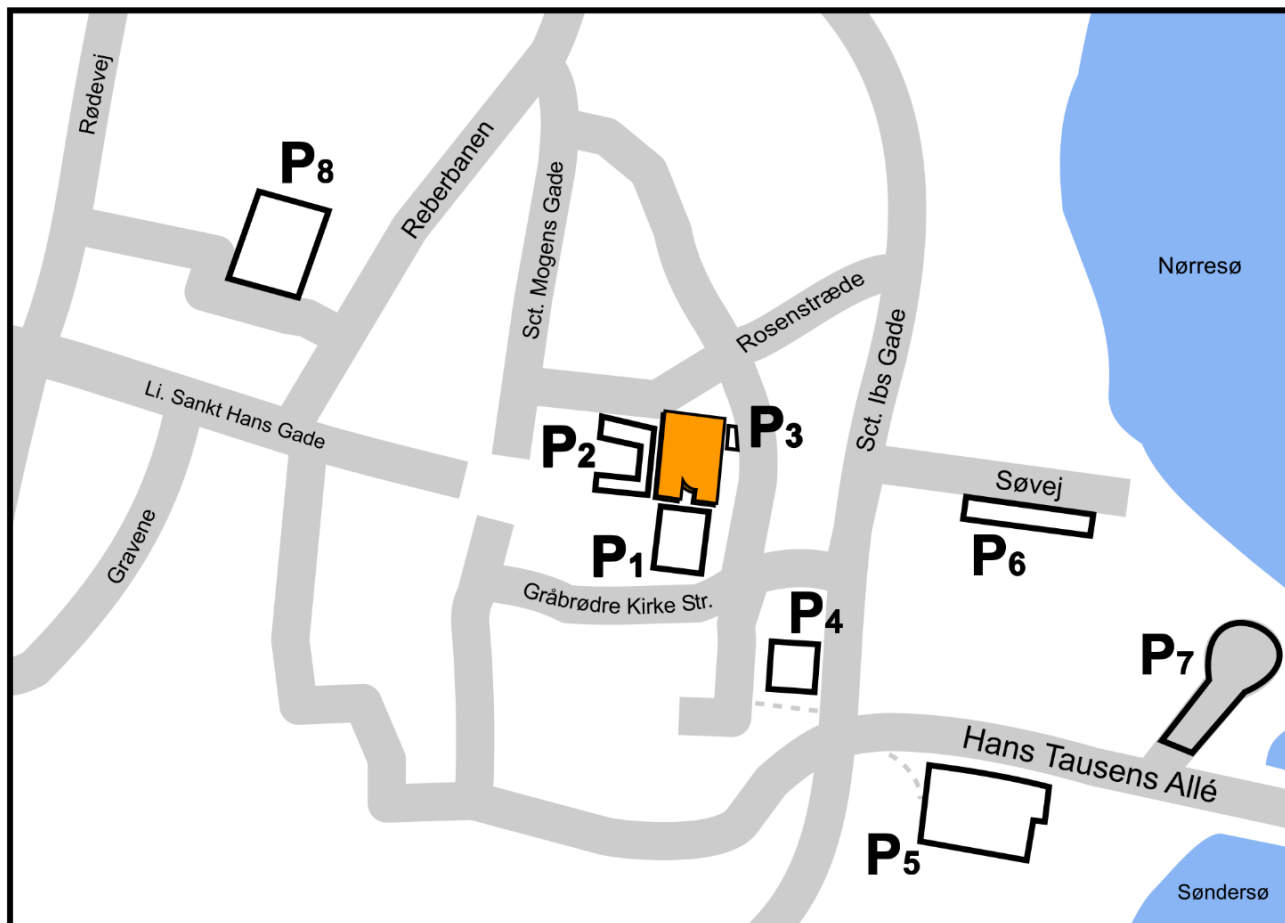 Rødevej
P8
Reberbanen
Sct. Mogens Gade
Nørresø
Rosenstræde
Sct. Ibs Gade
Li. Sankt Hans Gade
P2
P3
Søvej
Gravene
P1
P6
Gråbrødre Kirke Str.
P4
P7
Hans Tausens Allé
P5
Søndersø